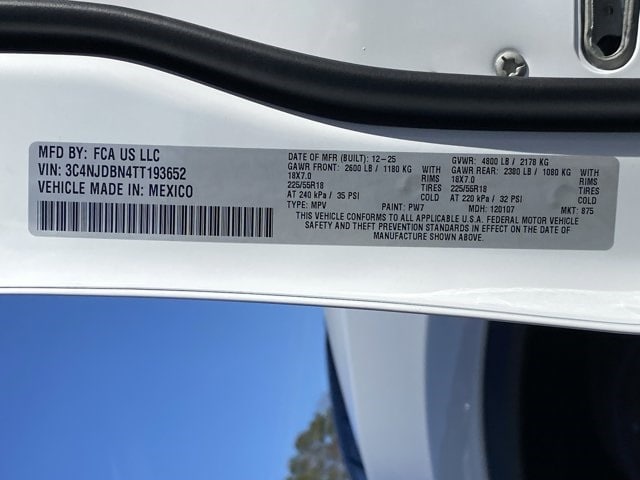 MFD BY: FCA US LLC
VIN: 3C4NJDBN4TT193652
VEHICLE MADE IN: MEXICO
DATE OF MFR (BUILT): 12-25
GAWR FRONT: 2600 LB / 1180 KG WITH
18X7.0 RIMS
225/55R18 TIRES
AT 240 kPa / 35 PSI COLD
TYPE: MPV PAINT: PW7
GVWR: 4800 LB / 2178 KG
GAWR REAR: 2380 LB / 1080 KG WITH
18X7.0 RIMS
225/55R18 TIRES
AT 220 kPa / 32 PSI COLD
MDH: 120107 MKT: 875
THIS VEHICLE CONFORMS TO ALL APPLICABLE U.S.A. FEDERAL MOTOR VEHICLE
SAFETY AND THEFT PREVENTION STANDARDS IN EFFECT ON THE DATE OF
MANUFACTURE SHOWN ABOVE.